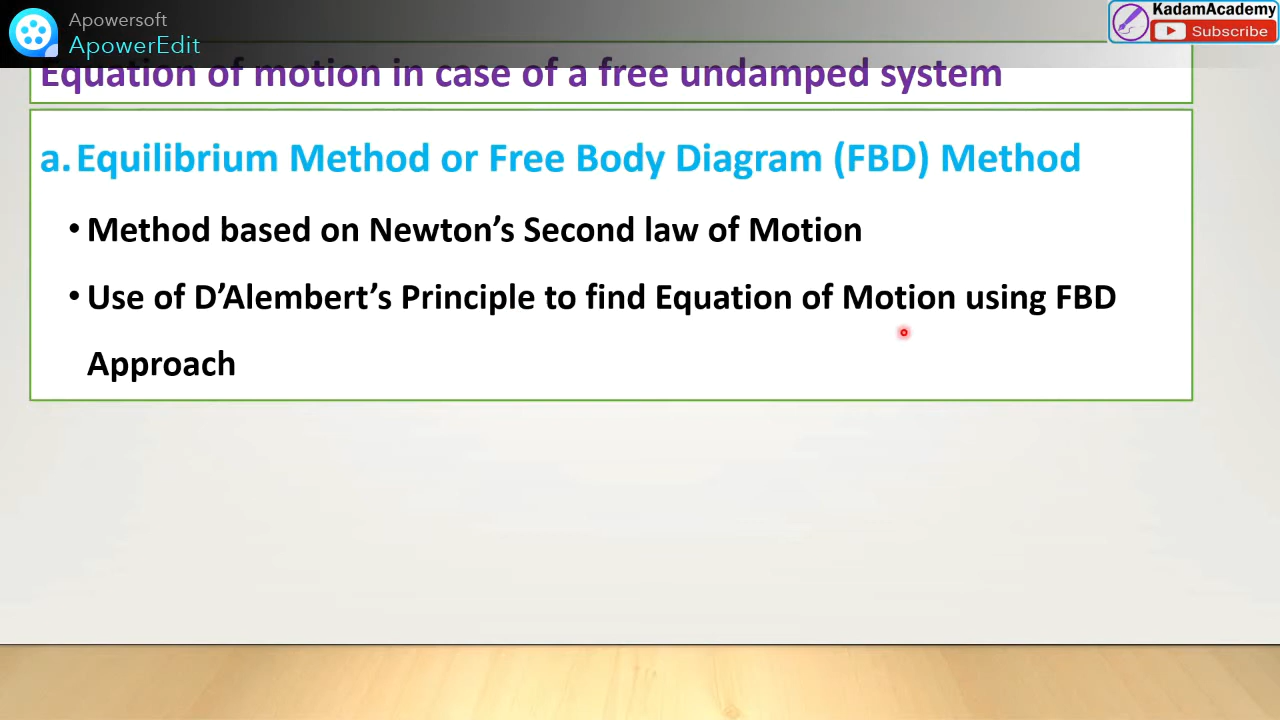 Apowersoft
ApowerEdit
KadamAcademy
Subscribe
Equation of motion in case of a free undamped system
a. Equilibrium Method or Free Body Diagram (FBD) Method
• Method based on Newton’s Second law of Motion
• Use of D’Alembert’s Principle to find Equation of Motion using FBD
Approach